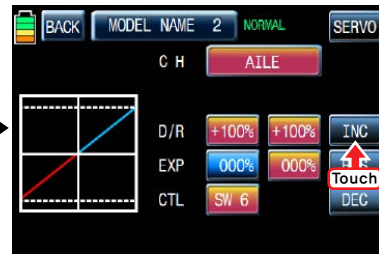 BACK MODEL NAME 2 NORMAL SERVO
C H AILE
D/R +100% +100% INC
EXP 000% 000%
Touch
CTL SW 6 DEC